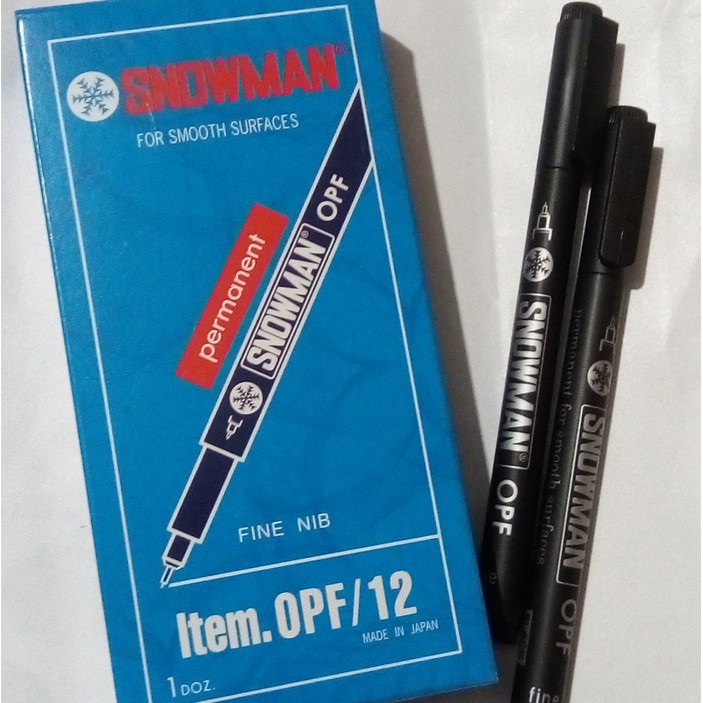 SNOWMAN®
FOR SMOOTH SURFACES
permanent
SNOWMAN® OPF
FINE NIB
Item. OPF/12
MADE IN JAPAN
1 DOZ.
SNOWMAN® OPF
permanent for smooth surfaces
SNOWMAN OPF
fine